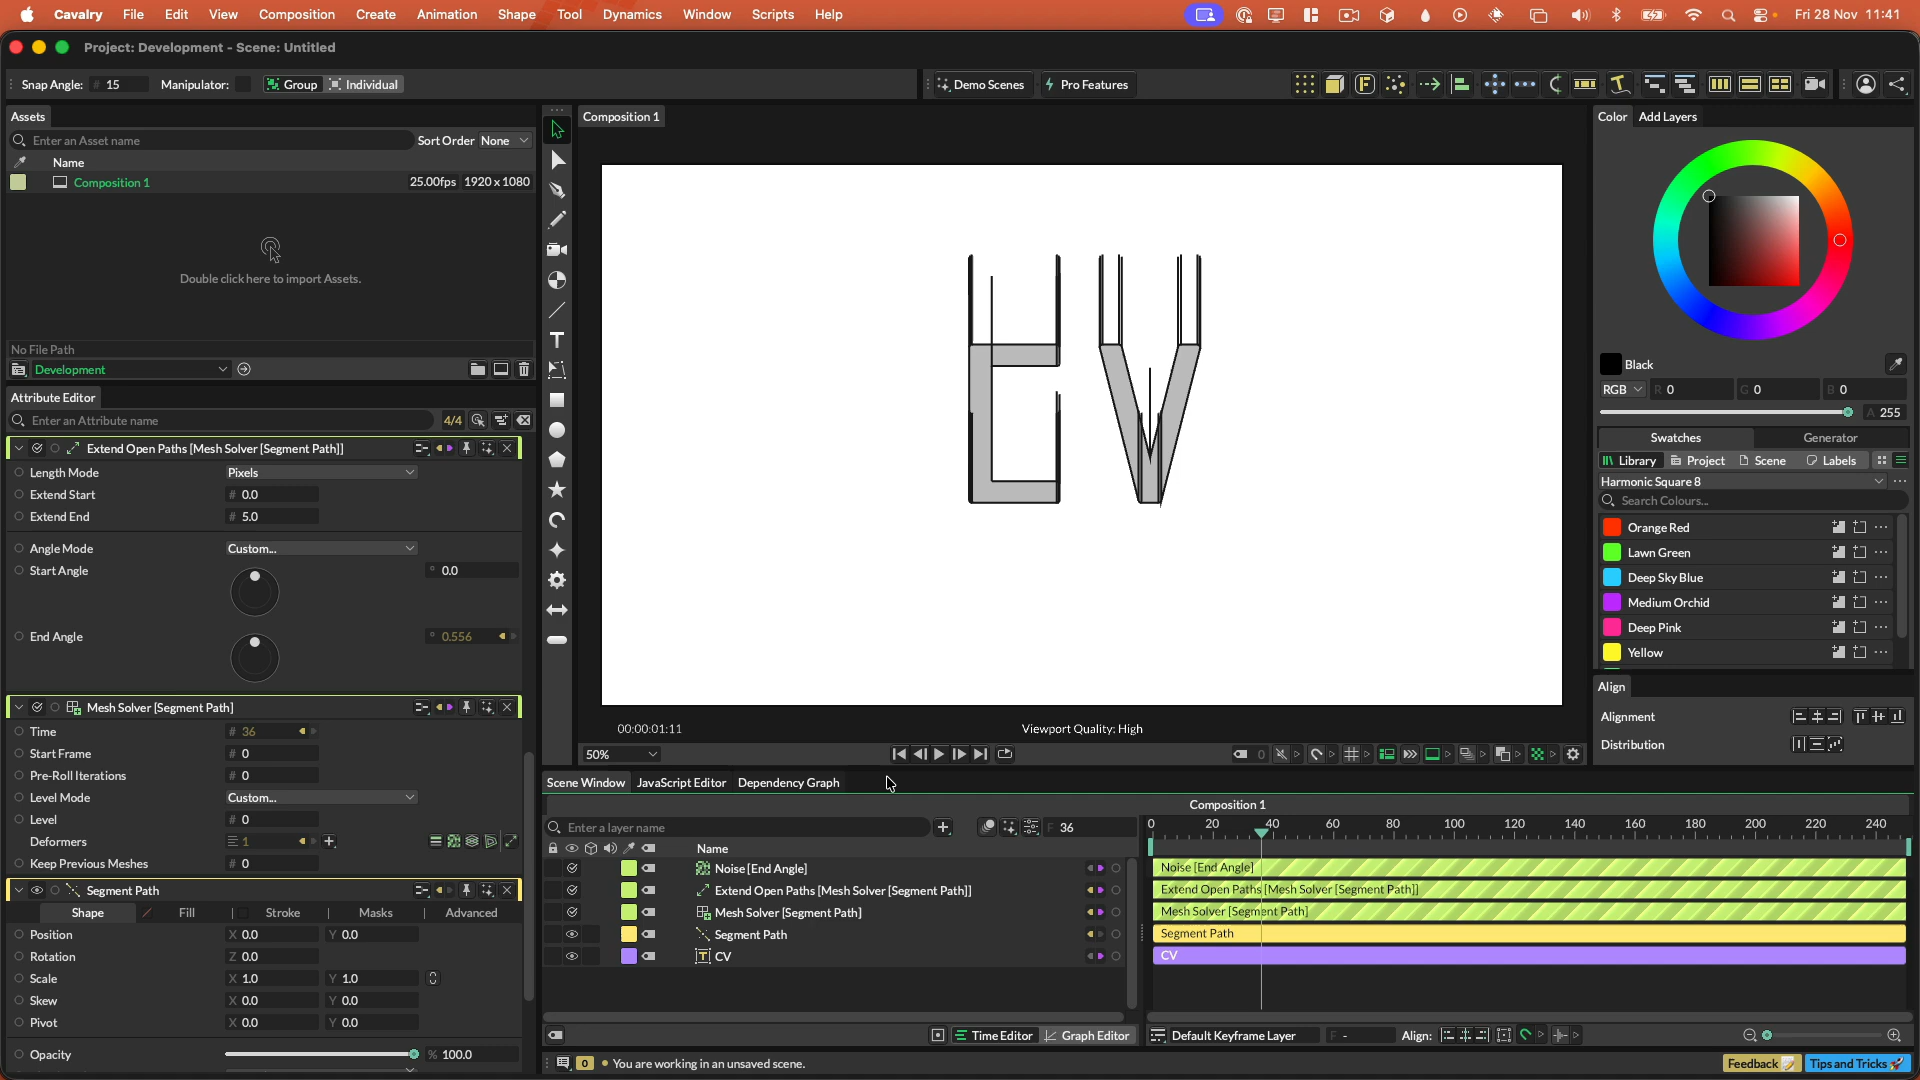 Cavalry File Edit View Composition Create Animation Shape Tool Dynamics Window Scripts Help Fri 28 Nov 11:41
Project: Development - Scene: Untitled
Snap Angle: # 15 Manipulator: Group Individual Demo Scenes Pro Features
Assets Composition 1 Color Add Layers
Enter an Asset name Sort Order None
Name
Composition 1 25.00fps 1920 x 1080
Double click here to import Assets.
CV
No File Path
Development
Black
RGB R 0 G 0 B 0
A 255
Attribute Editor
Enter an Attribute name 4/4
Extend Open Paths [Mesh Solver [Segment Path]]
Length Mode Pixels
Extend Start # 0.0
Extend End # 5.0
Angle Mode Custom...
Start Angle ° 0.0
End Angle ° 0.556
Swatches Generator
Library Project Scene Labels
Harmonic Square 8
Search Colours...
Orange Red
Lawn Green
Deep Sky Blue
Medium Orchid
Deep Pink
Yellow
Align
Alignment
Distribution
Mesh Solver [Segment Path]
Time # 36
Start Frame # 0
Pre-Roll Iterations # 0
Level Mode Custom...
Level # 0
Deformers 1
Keep Previous Meshes # 0
Segment Path
Shape Fill Stroke Masks Advanced
Position X 0.0 Y 0.0
Rotation Z 0.0
Scale X 1.0 Y 1.0
Skew X 0.0 Y 0.0
Pivot X 0.0 Y 0.0
Opacity % 100.0
00:00:01:11 Viewport Quality: High
50% 0
Scene Window JavaScript Editor Dependency Graph
Composition 1
Enter a layer name F 36 0 20 40 60 80 100 120 140 160 180 200 220 240
Name
Noise [End Angle] Noise [End Angle]
Extend Open Paths [Mesh Solver [Segment Path]] Extend Open Paths [Mesh Solver [Segment Path]]
Mesh Solver [Segment Path] Mesh Solver [Segment Path]
Segment Path Segment Path
CV CV
Time Editor Graph Editor Default Keyframe Layer F - Align:
0 You are working in an unsaved scene. Feedback Tips and Tricks